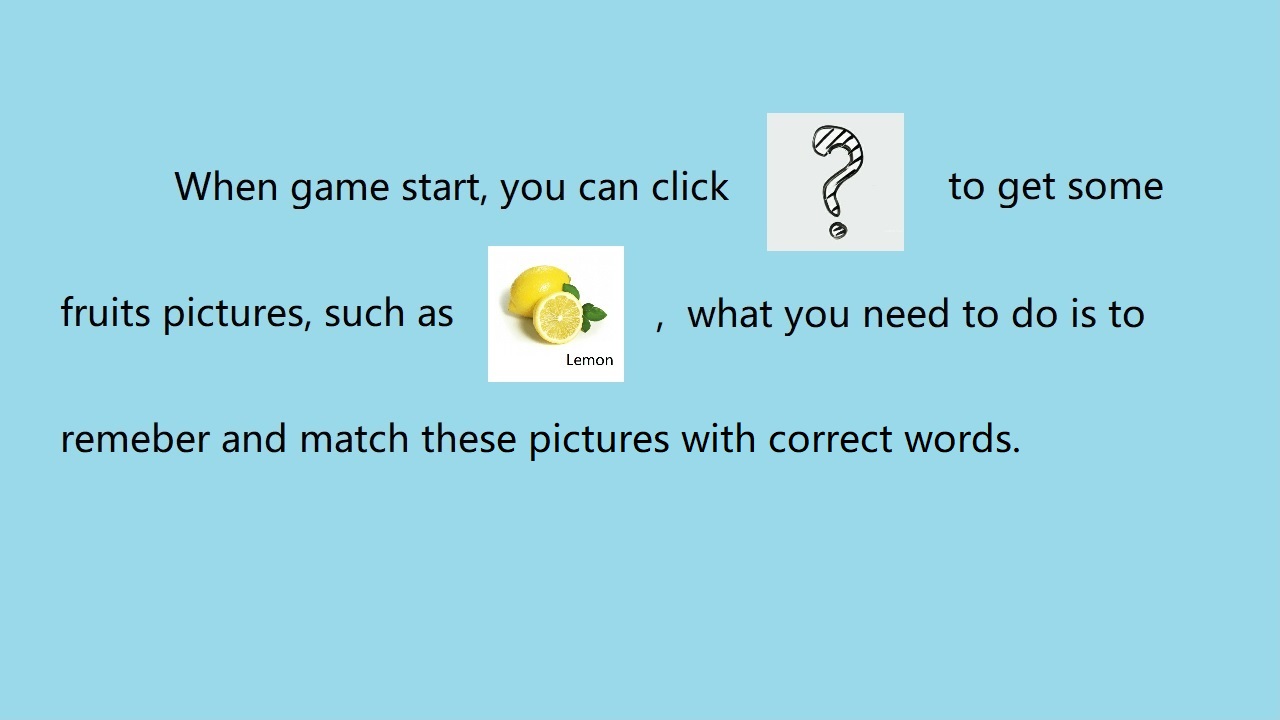 When game start, you can click ? to get some
fruits pictures, such as Lemon , what you need to do is to
remeber and match these pictures with correct words.